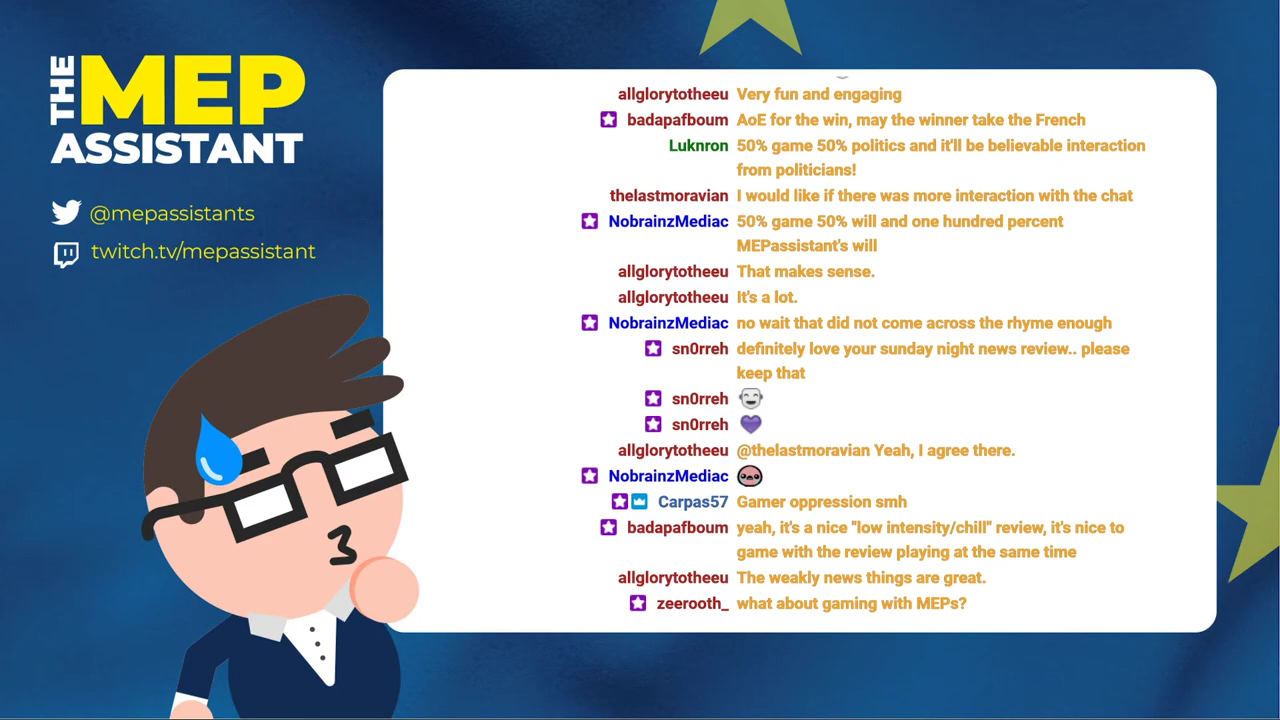 THE
MEP
ASSISTANT
@mepassistants
twitch.tv/mepassistant
allglorytotheeu Very fun and engaging
badapafboum AoE for the win, may the winner take the French
Luknron 50% game 50% politics and it'll be believable interaction
from politicians!
thelastmoravian I would like if there was more interaction with the chat
NobrainzMediac 50% game 50% will and one hundred percent
MEPassistant's will
allglorytotheeu That makes sense.
allglorytotheeu It's a lot.
NobrainzMediac no wait that did not come across the rhyme enough
sn0rreh definitely love your sunday night news review.. please
keep that
sn0rreh
sn0rreh
allglorytotheeu @thelastmoravian Yeah, I agree there.
NobrainzMediac
Carpas57 Gamer oppression smh
badapafboum yeah, it's a nice "low intensity/chill" review, it's nice to
game with the review playing at the same time
allglorytotheeu The weakly news things are great.
zeerooth_ what about gaming with MEPs?